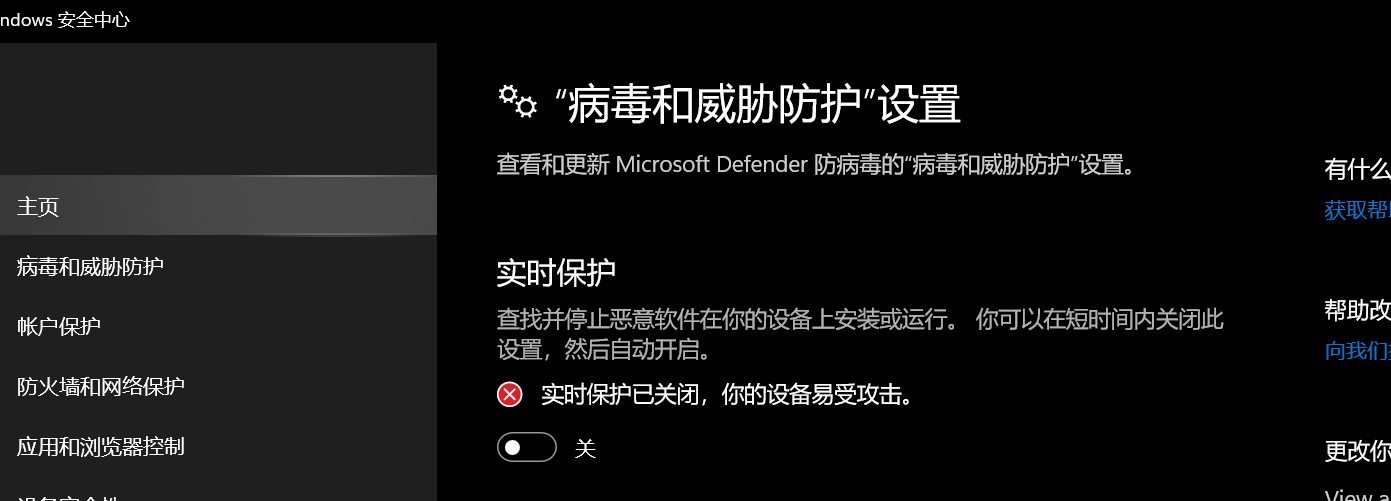 ndows 安全中心
主页
病毒和威胁防护
帐户保护
防火墙和网络保护
应用和浏览器控制
设备安全性
“病毒和威胁防护”设置
查看和更新 Microsoft Defender 防病毒的“病毒和威胁防护”设置。
实时保护
查找并停止恶意软件在你的设备上安装或运行。 你可以在短时间内关闭此
设置，然后自动开启。
实时保护已关闭，你的设备易受攻击。
关
有什么
获取帮
帮助改
向我们
更改你
View a